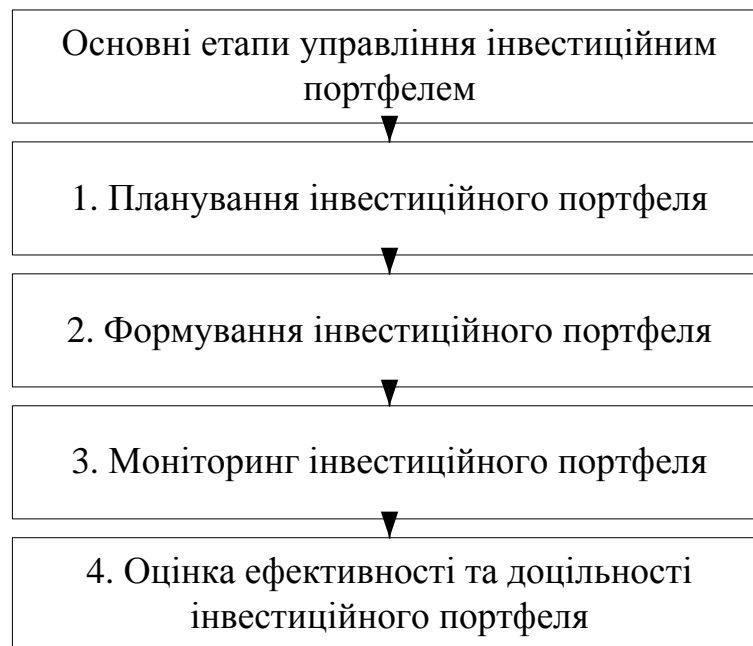 Основні етапи управління інвестиційним
портфелем
1. Планування інвестиційного портфеля
2. Формування інвестиційного портфеля
3. Моніторинг інвестиційного портфеля
4. Оцінка ефективності та доцільності
інвестиційного портфеля